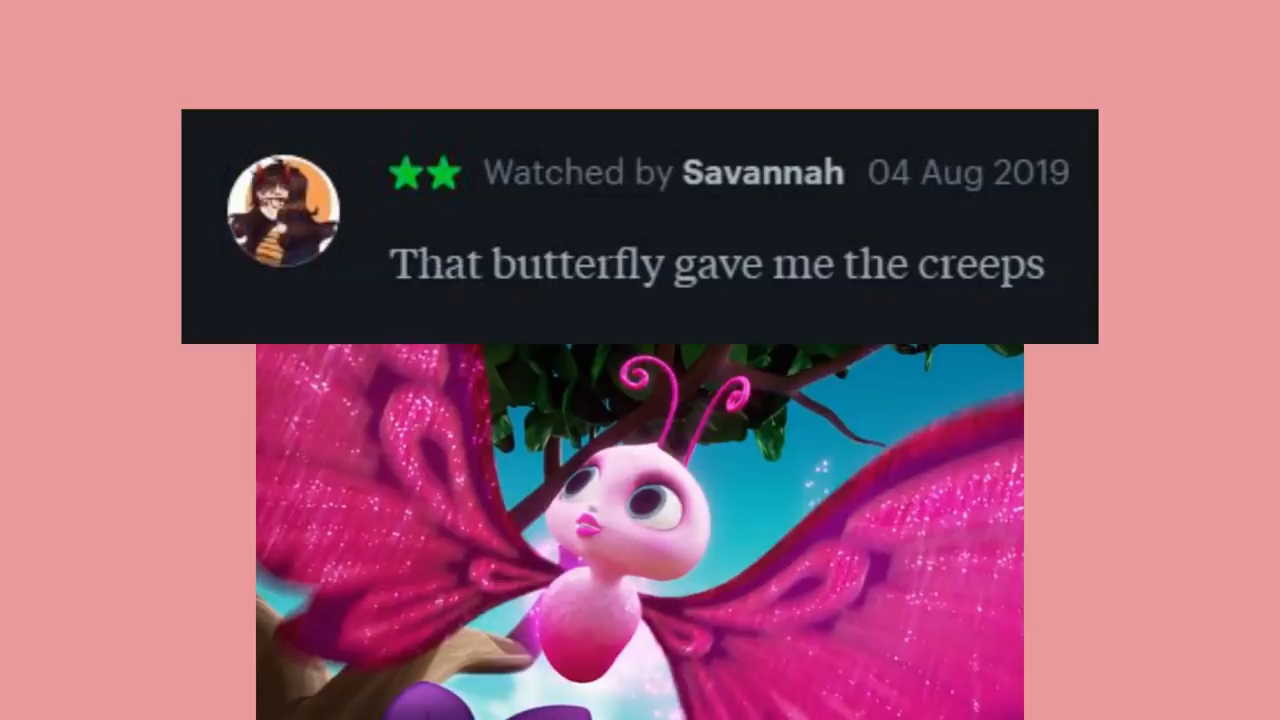 ★★ Watched by Savannah 04 Aug 2019
That butterfly gave me the creeps